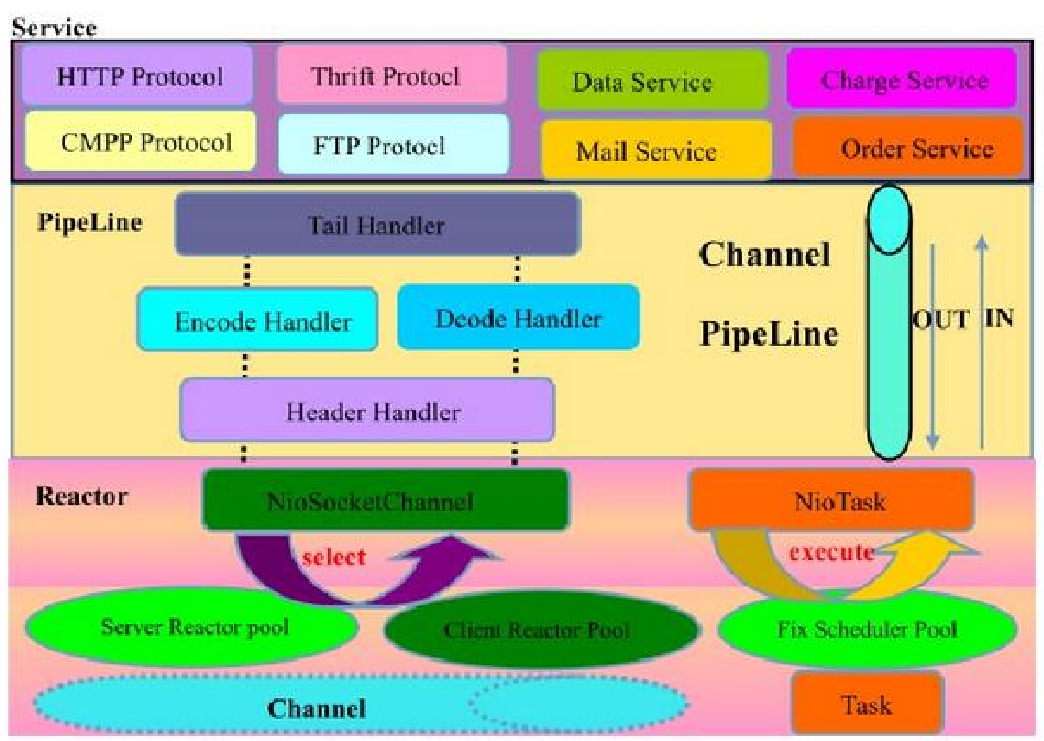 Service
HTTP Protocol
Thrift Protocl
Data Service
Charge Service
CMPP Protocol
FTP Protocl
Mail Service
Order Service
PipeLine
Tail Handler
Channel
PipeLine
Encode Handler
Dcode Handler
OUT
IN
Header Handler
Reactor
NioSocketChannel
NioTask
select
execute
Server Reactor pool
Client Reactor Pool
Fix Scheduler Pool
Channel
Task